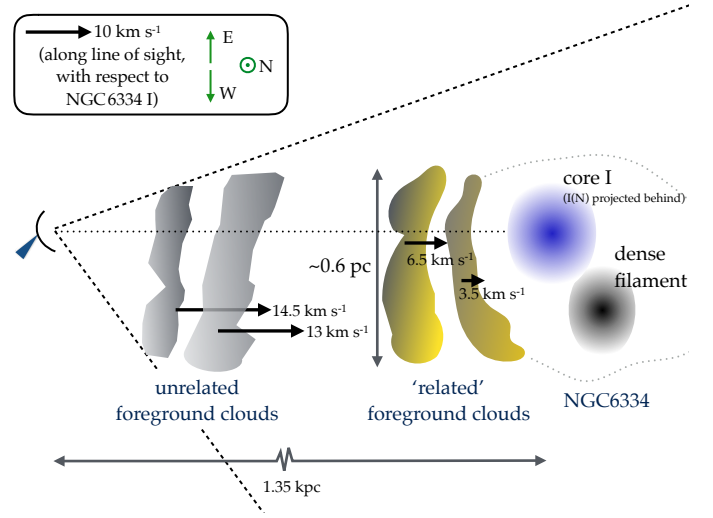 10 km s⁻¹
(along line of sight,
with respect to
NGC6334 I)
E
N
W
core I
(I(N) projected behind)
dense
filament
~0.6 pc
6.5 km s⁻¹
3.5 km s⁻¹
14.5 km s⁻¹
13 km s⁻¹
unrelated
foreground clouds
'related'
foreground clouds
NGC6334
1.35 kpc